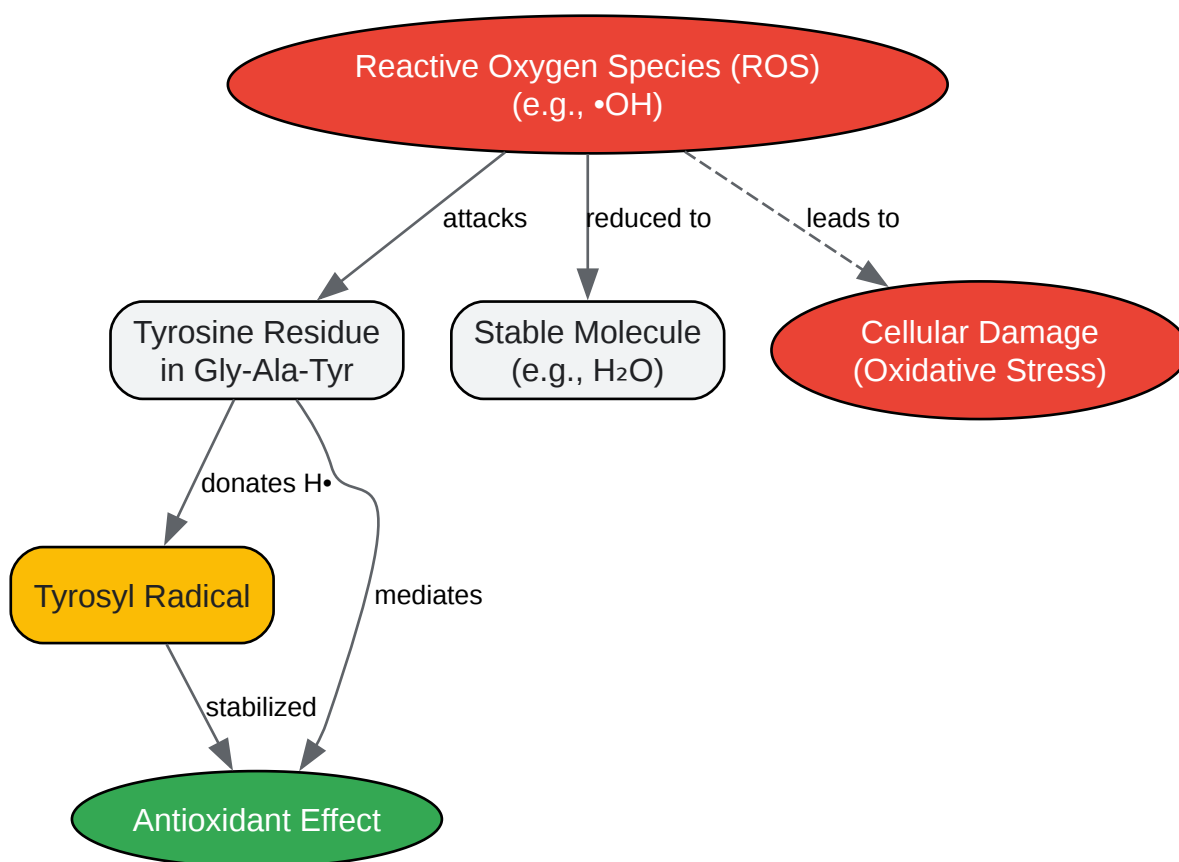 Reactive Oxygen Species (ROS)
(e.g., •OH)
attacks
reduced to
leads to
Tyrosine Residue
in Gly-Ala-Tyr
Stable Molecule
(e.g., H₂O)
Cellular Damage
(Oxidative Stress)
donates H•
Tyrosyl Radical
mediates
stabilized
Antioxidant Effect